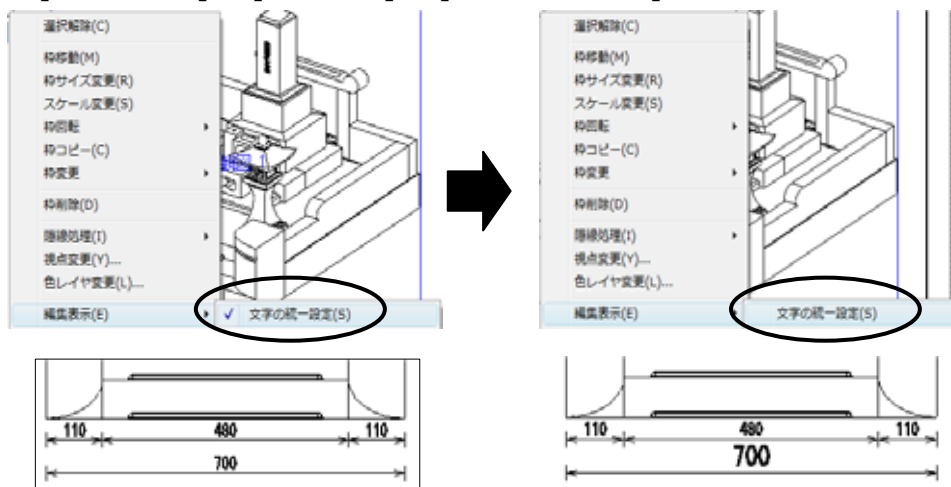 選択解除(C)
枠移動(M)
枠サイズ変更(R)
スケール変更(S)
枠回転
枠コピー(C)
枠変更
枠削除(D)
隠線処理(I)
視点変更(Y)...
色レイヤ変更(L)...
編集表示(E)
✓ 文字の統一設定(S)
110 480 110
700
選択解除(C)
枠移動(M)
枠サイズ変更(R)
スケール変更(S)
枠回転
枠コピー(C)
枠変更
枠削除(D)
隠線処理(I)
視点変更(Y)...
色レイヤ変更(L)...
編集表示(E)
文字の統一設定(S)
110 480 110
700